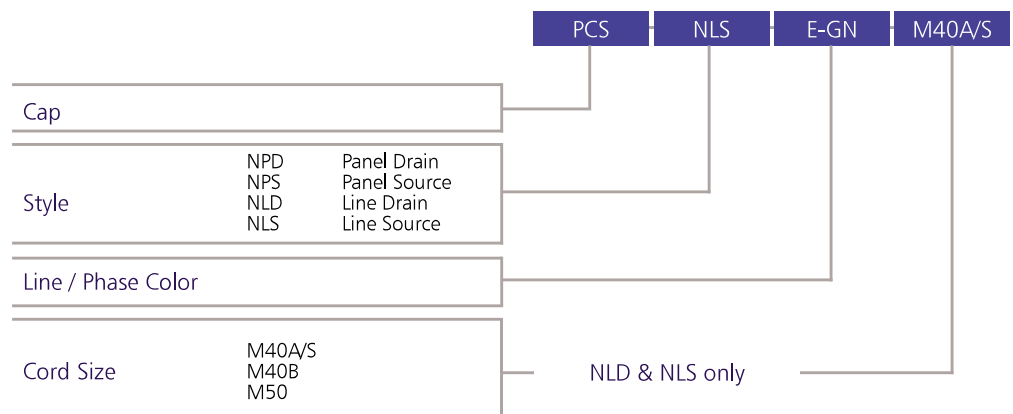 PCS NLS E-GN M40A/S
Cap
NPD Panel Drain
NPS Panel Source
Style NLD Line Drain
NLS Line Source
Line / Phase Color
M40A/S
Cord Size M40B NLD & NLS only
M50